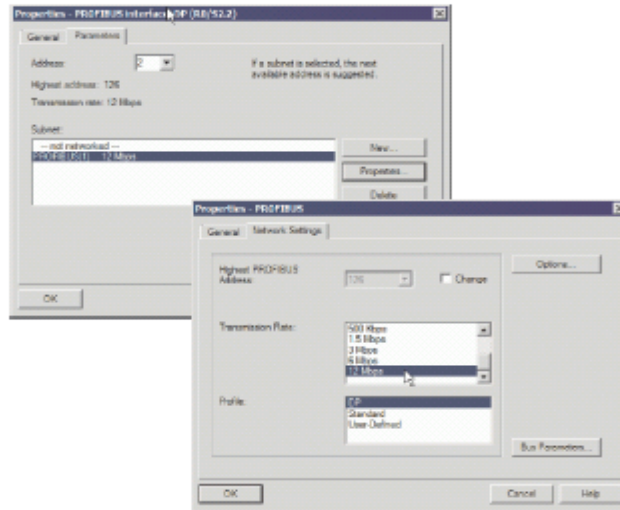 Properties - PROFIBUS interface DP (R0/S2.2)
General Parameters
Address: 2
If a subnet is selected, the next
available address is suggested.
Highest address: 126
Transmission rate: 12 Mbps
Subnet:
--- not networked ---
PROFIBUS(1) 12 Mbps
New...
Properties...
Delete
OK
Properties - PROFIBUS
General Network Settings
Highest PROFIBUS
Address:
126
Change
Options...
Transmission Rate:
500 Kbps
1.5 Mbps
3 Mbps
6 Mbps
12 Mbps
Profile:
DP
Standard
User-Defined
Bus Parameters...
OK
Cancel
Help